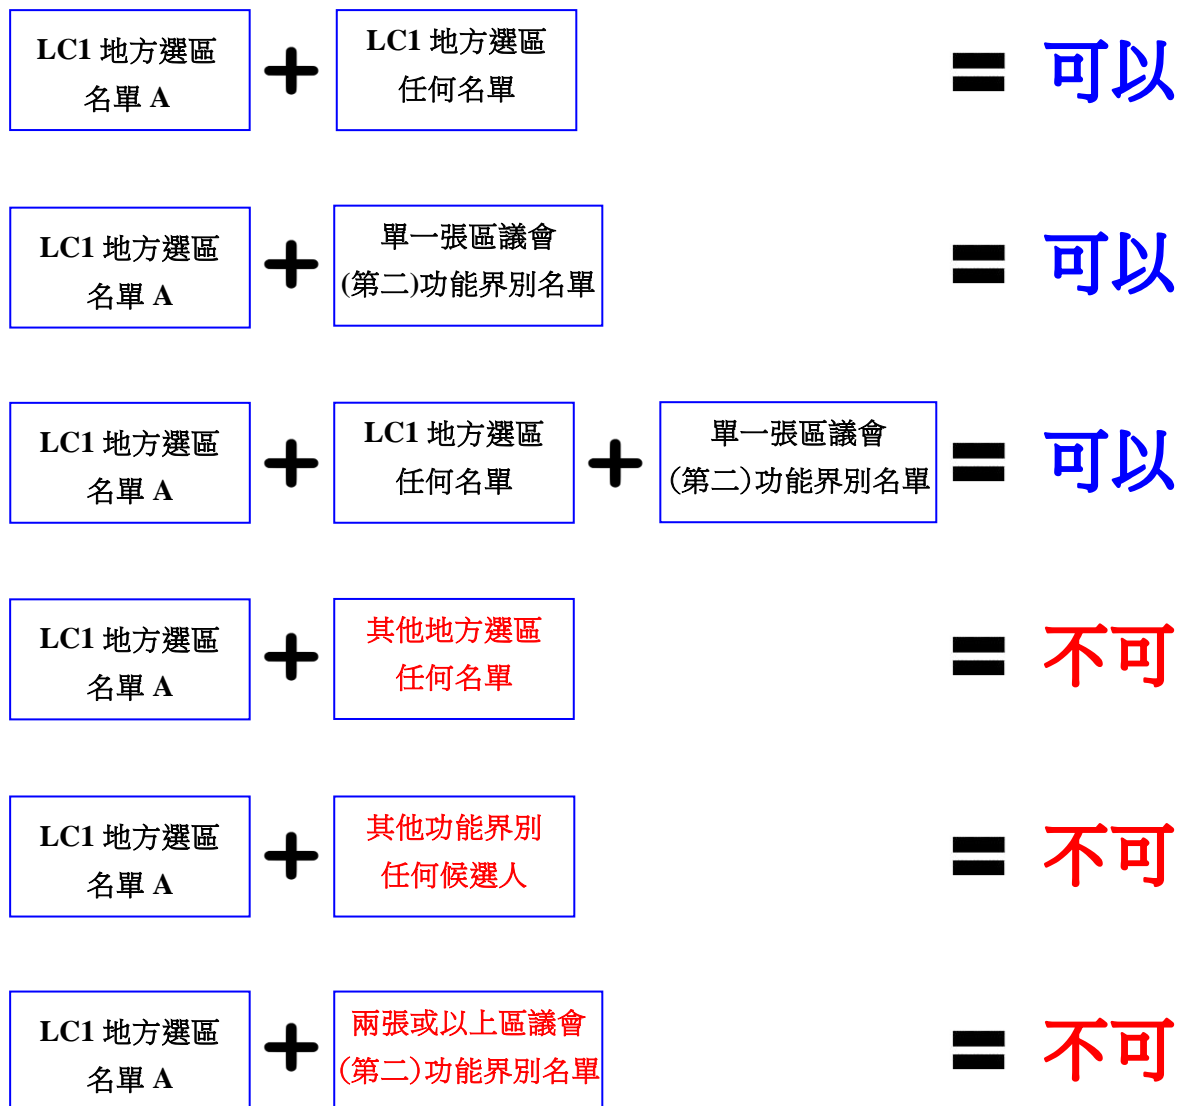 LC1 地方選區
名單 A
+
LC1 地方選區
任何名單
=
可以
LC1 地方選區
名單 A
+
單一張區議會
(第二)功能界別名單
=
可以
LC1 地方選區
名單 A
+
LC1 地方選區
任何名單
+
單一張區議會
（第二）功能界別名單
=
可以
LC1 地方選區
名單 A
+
其他地方選區
任何名單
=
不可
LC1 地方選區
名單 A
+
其他功能界別
任何候選人
=
不可
LC1 地方選區
名單 A
+
兩張或以上區議會
（第二）功能界別名單
=
不可